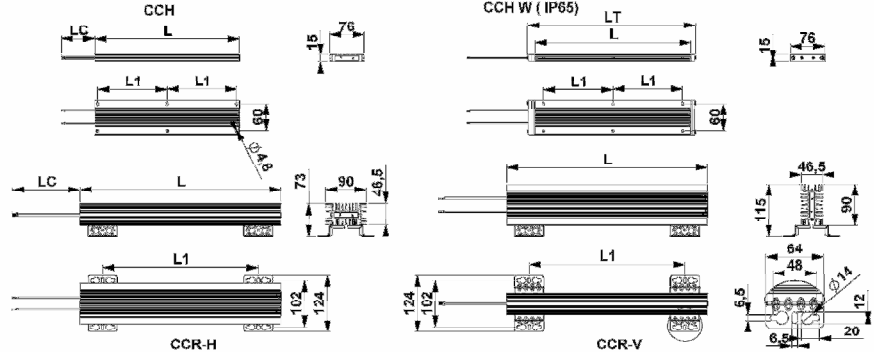 CCH
CCH W ( IP65)
LC
L
15
76
LT
L
15
76
L1
L1
60
Ø4,8
L1
L1
60
LC
L
73
90
46,5
L
46,5
115
90
L1
102
124
CCR-H
L1
124
102
CCR-V
64
48
Ø14
6,5
12
6,5
20